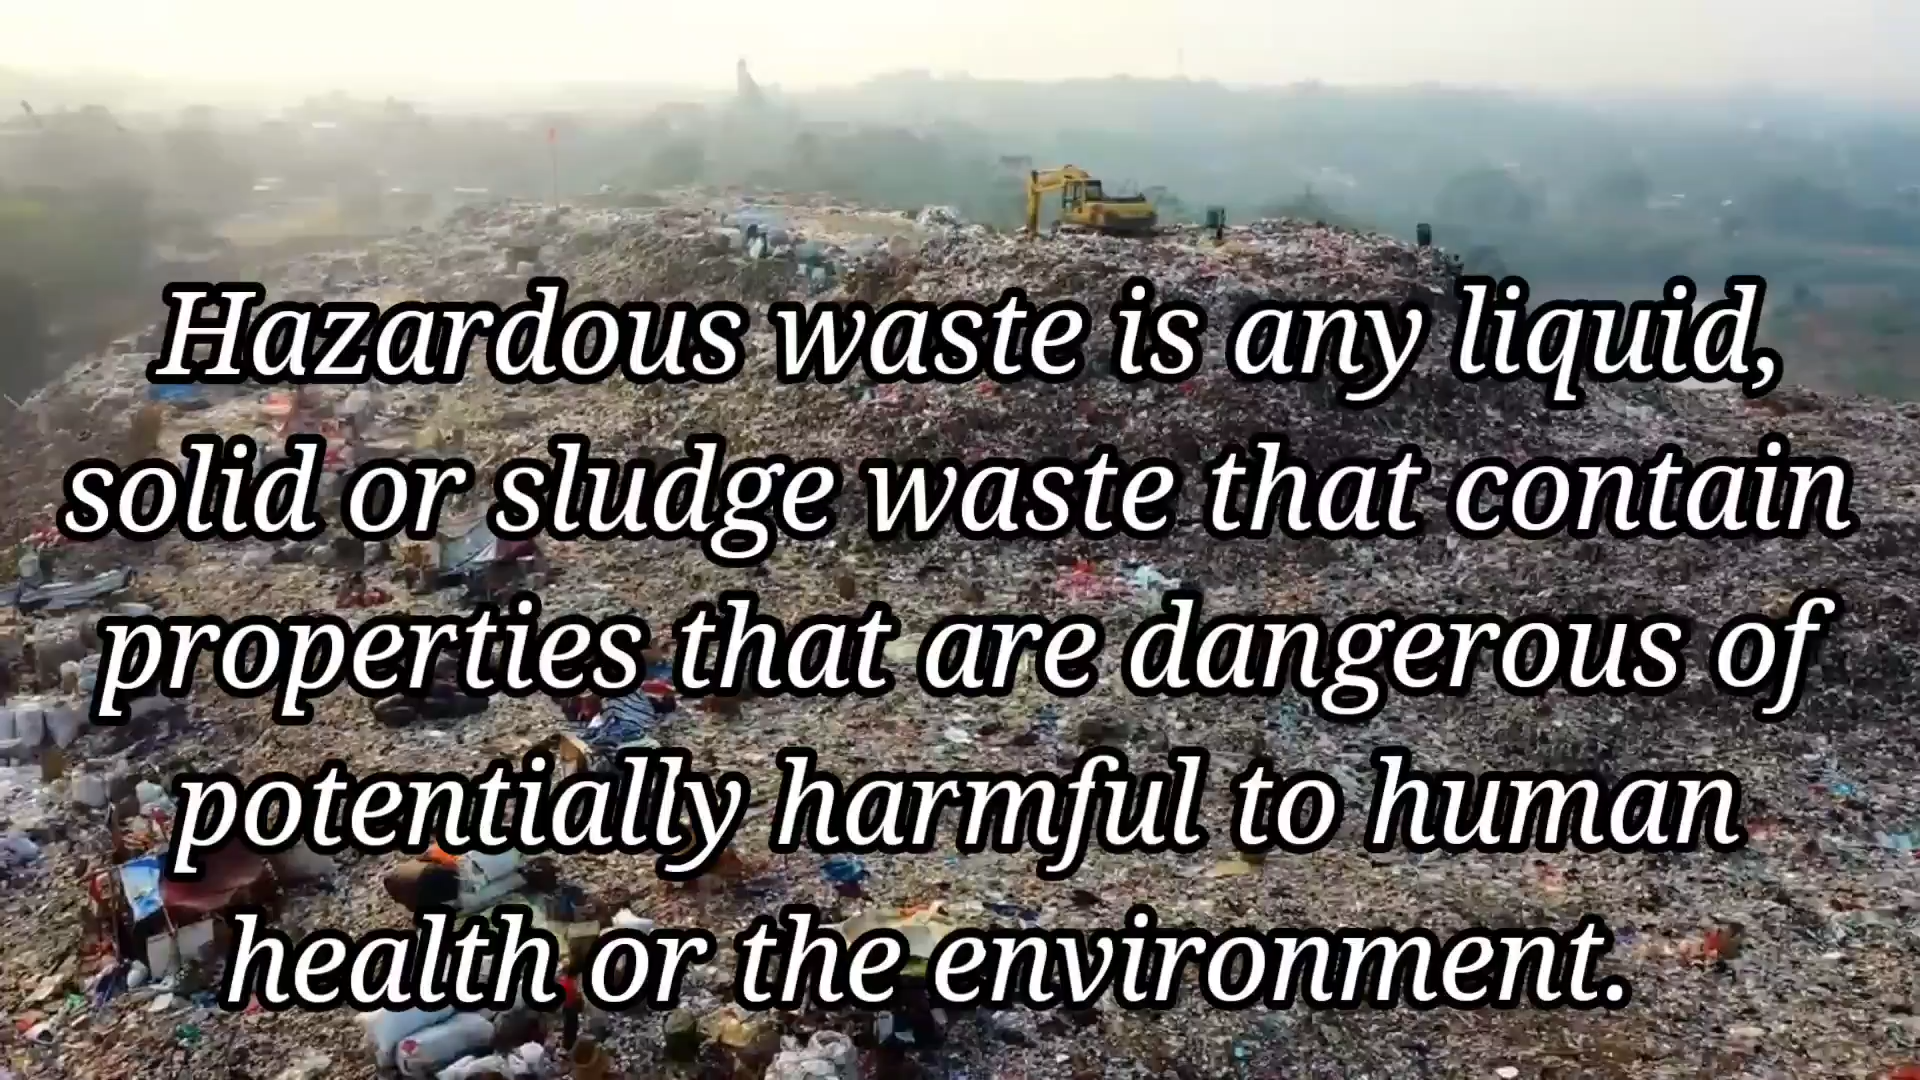 Hazardous waste is any liquid,
solid or sludge waste that contain
properties that are dangerous of
potentially harmful to human
health or the environment.